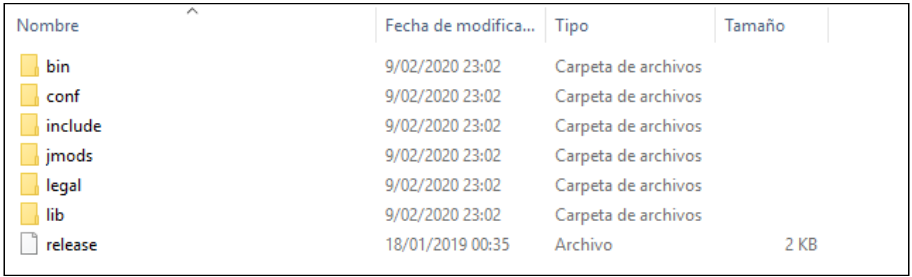 Nombre Fecha de modifica... Tipo Tamaño
bin 9/02/2020 23:02 Carpeta de archivos
conf 9/02/2020 23:02 Carpeta de archivos
include 9/02/2020 23:02 Carpeta de archivos
jmods 9/02/2020 23:02 Carpeta de archivos
legal 9/02/2020 23:02 Carpeta de archivos
lib 9/02/2020 23:02 Carpeta de archivos
release 18/01/2019 00:35 Archivo 2 KB